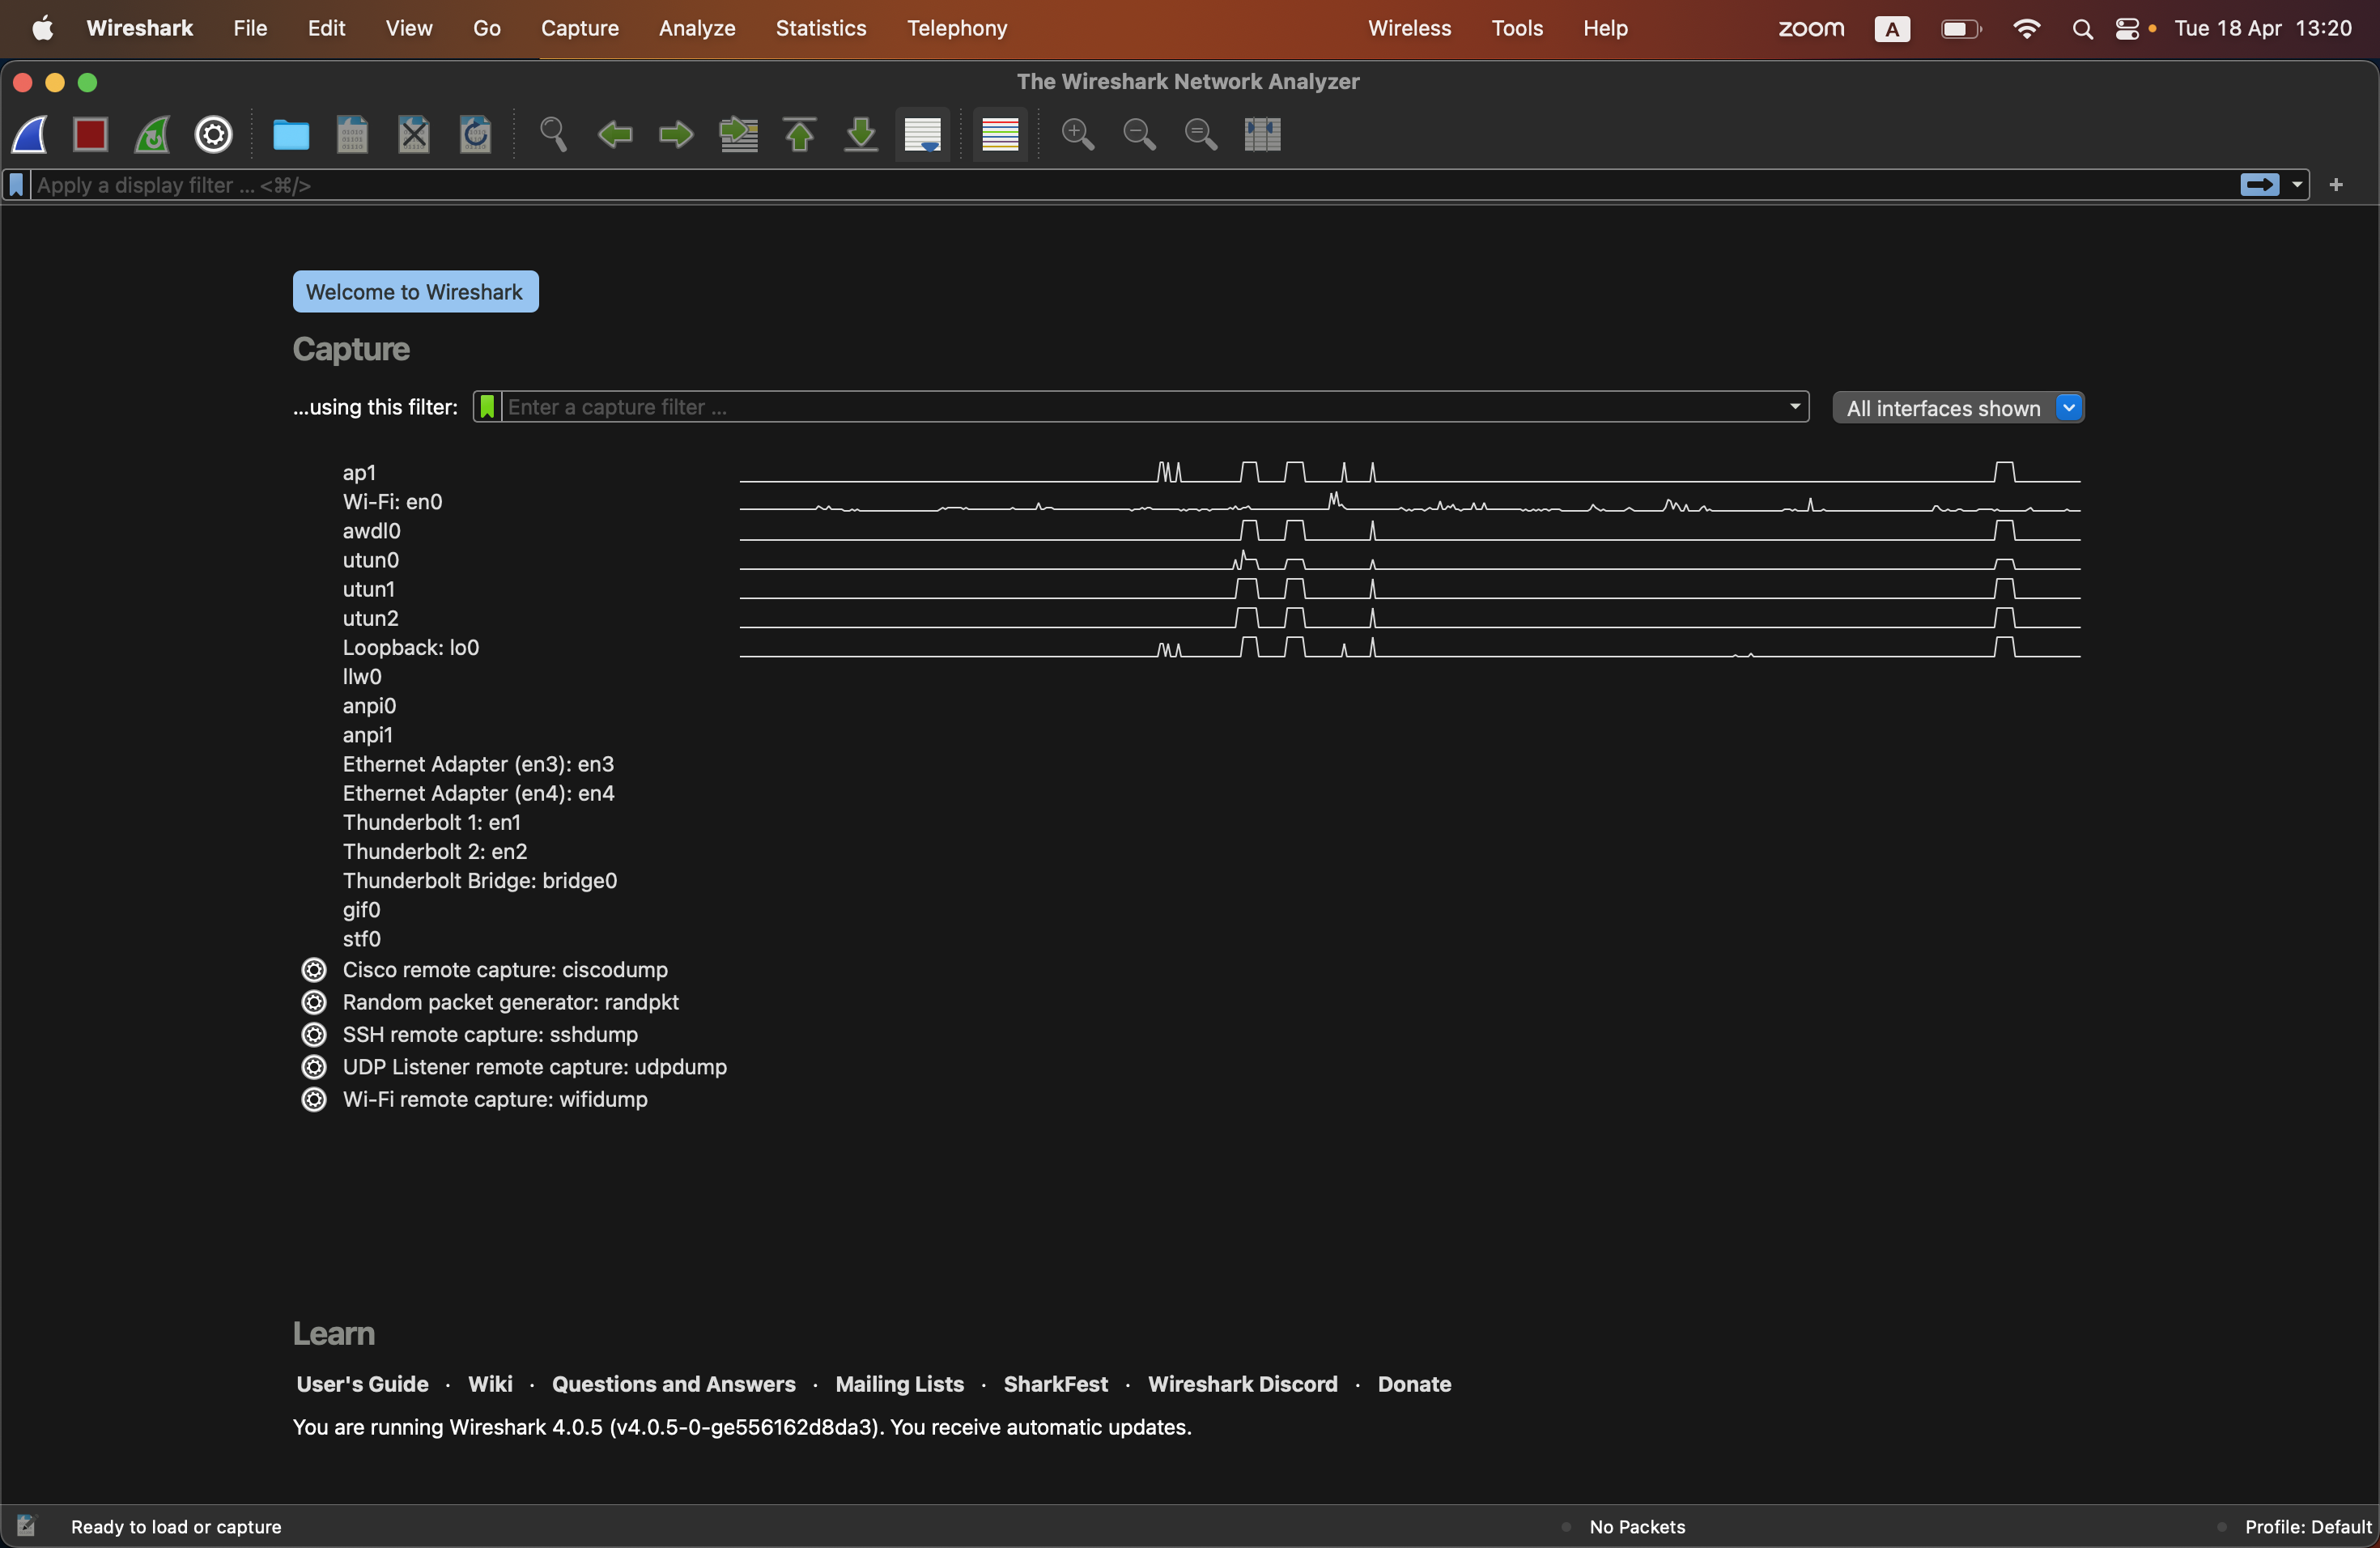 Wireshark File Edit View Go Capture Analyze Statistics Telephony Wireless Tools Help zoom A Tue 18 Apr 13:20
The Wireshark Network Analyzer
Apply a display filter ... <⌘/>
+
Welcome to Wireshark
Capture
...using this filter: Enter a capture filter ... All interfaces shown
ap1
Wi-Fi: en0
awdl0
utun0
utun1
utun2
Loopback: lo0
llw0
anpi0
anpi1
Ethernet Adapter (en3): en3
Ethernet Adapter (en4): en4
Thunderbolt 1: en1
Thunderbolt 2: en2
Thunderbolt Bridge: bridge0
gif0
stf0
Cisco remote capture: ciscodump
Random packet generator: randpkt
SSH remote capture: sshdump
UDP Listener remote capture: udpdump
Wi-Fi remote capture: wifidump
Learn
User's Guide · Wiki · Questions and Answers · Mailing Lists · SharkFest · Wireshark Discord · Donate
You are running Wireshark 4.0.5 (v4.0.5-0-ge556162d8da3). You receive automatic updates.
Ready to load or capture No Packets Profile: Default